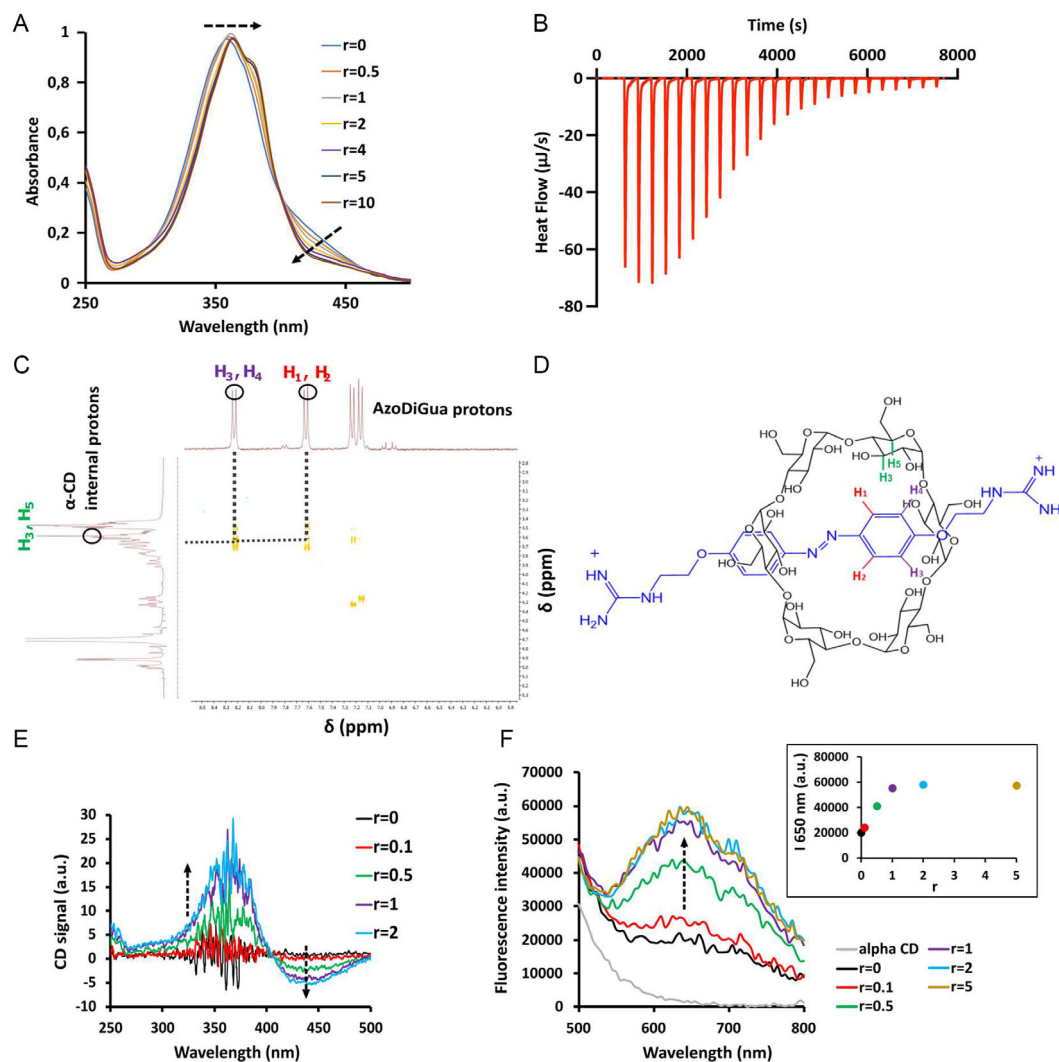 A
Absorbance
1
0,8
0,6
0,4
0,2
0
250
350
450
Wavelength (nm)
r=0
r=0.5
r=1
r=2
r=4
r=5
r=10
B
Time (s)
0
2000
4000
6000
8000
0
-20
-40
-60
-80
Heat Flow (µJ/s)
C
H3, H4
H1, H2
AzoDiGua protons
α-CD
internal protons
H3, H5
δ (ppm)
δ (ppm)
D
OH
HO
O
H5
H3
H1
H4
H2
H3
N
N
+
NH
NH2
HN
+
NH
H2N
E
CD signal (a.u.)
30
25
20
15
10
5
0
-5
-10
250
300
350
400
450
500
Wavelength (nm)
r=0
r=0.1
r=0.5
r=1
r=2
F
Fluorescence intensity (a.u.)
70000
60000
50000
40000
30000
20000
10000
0
500
600
700
800
Wavelength (nm)
I 650 nm (a.u.)
80000
60000
40000
20000
0
0
1
2
3
4
5
r
alpha CD
r=0
r=0.1
r=0.5
r=1
r=2
r=5